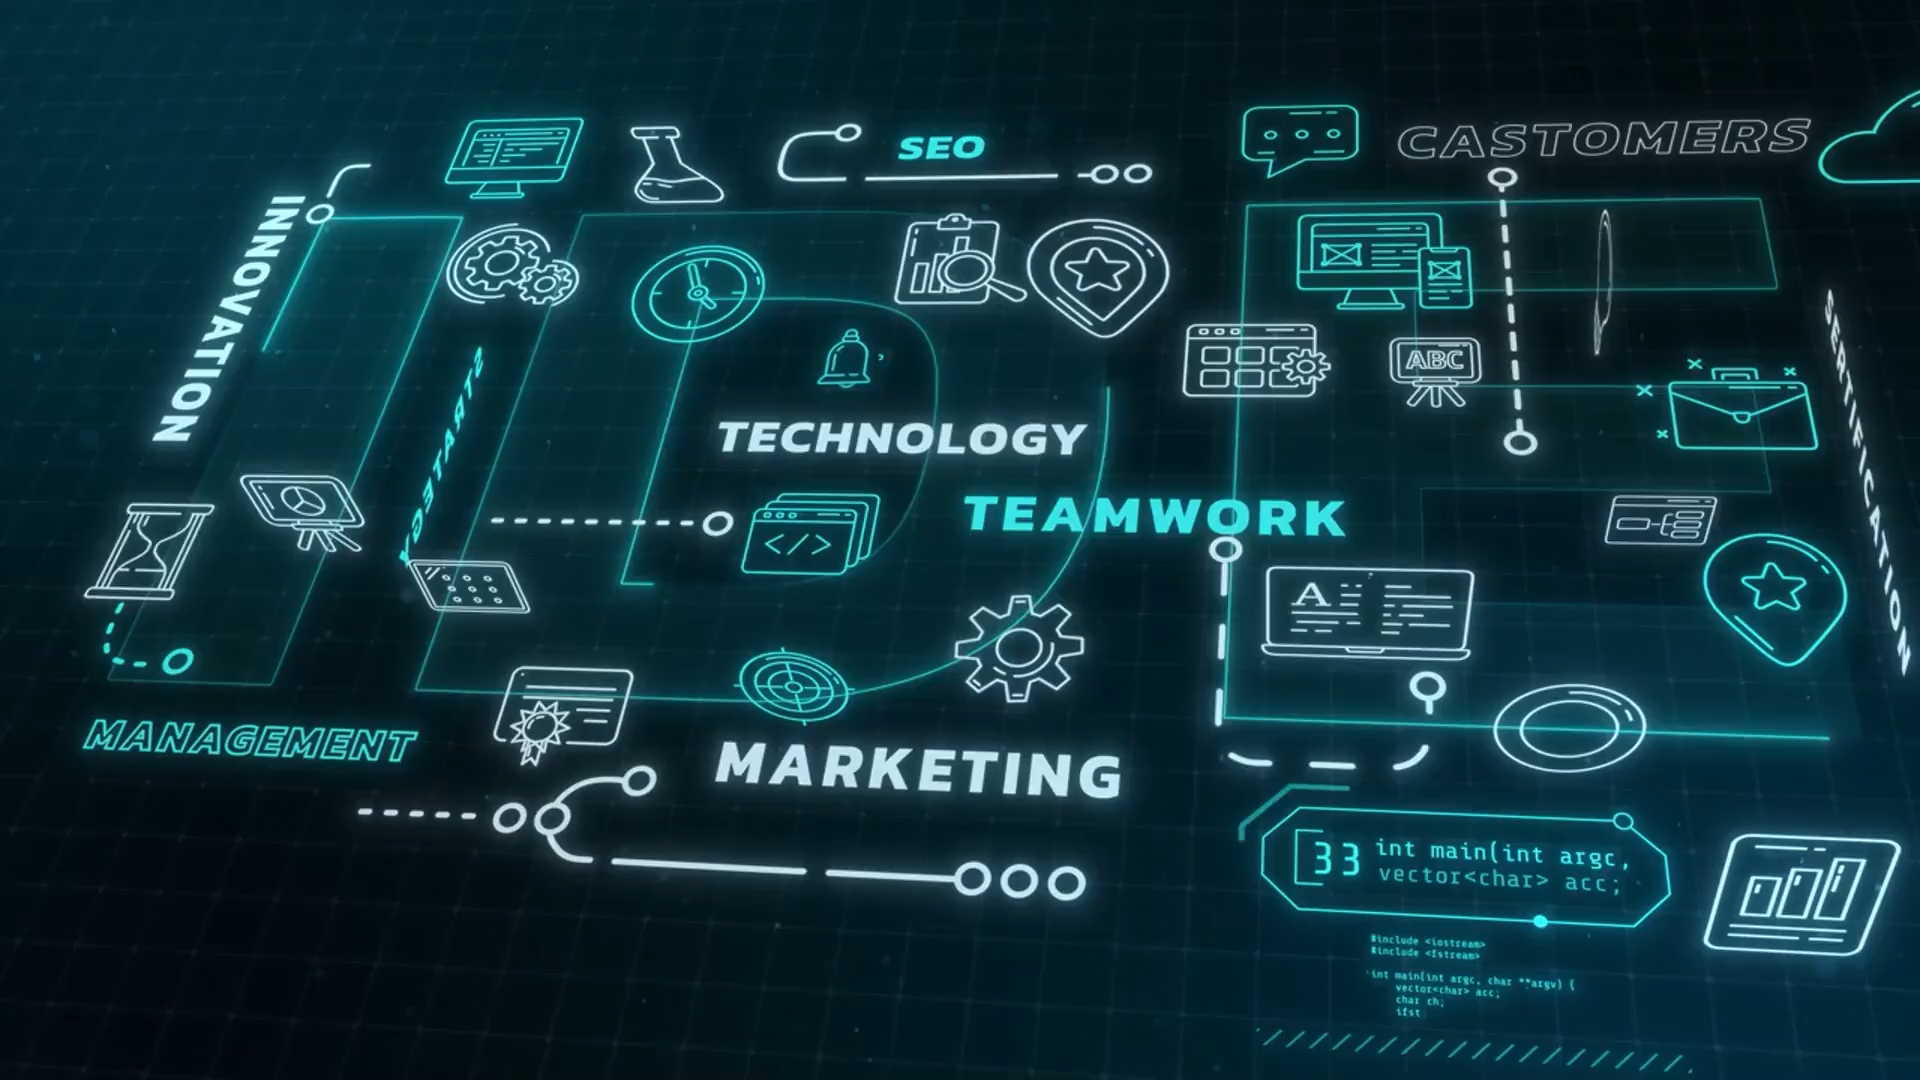 SEO
CASTOMERS
INNOVATION
STRATEGY
ABC
TECHNOLOGY
SERTIFICATION
TEAMWORK
</>
A
MANAGEMENT
MARKETING
33
int main(int argc,
vector<char> acc;
#include <iostream>
#include <fstream>
int main(int argc, char **argv) {
vector<char> acc;
char ch;
ifst